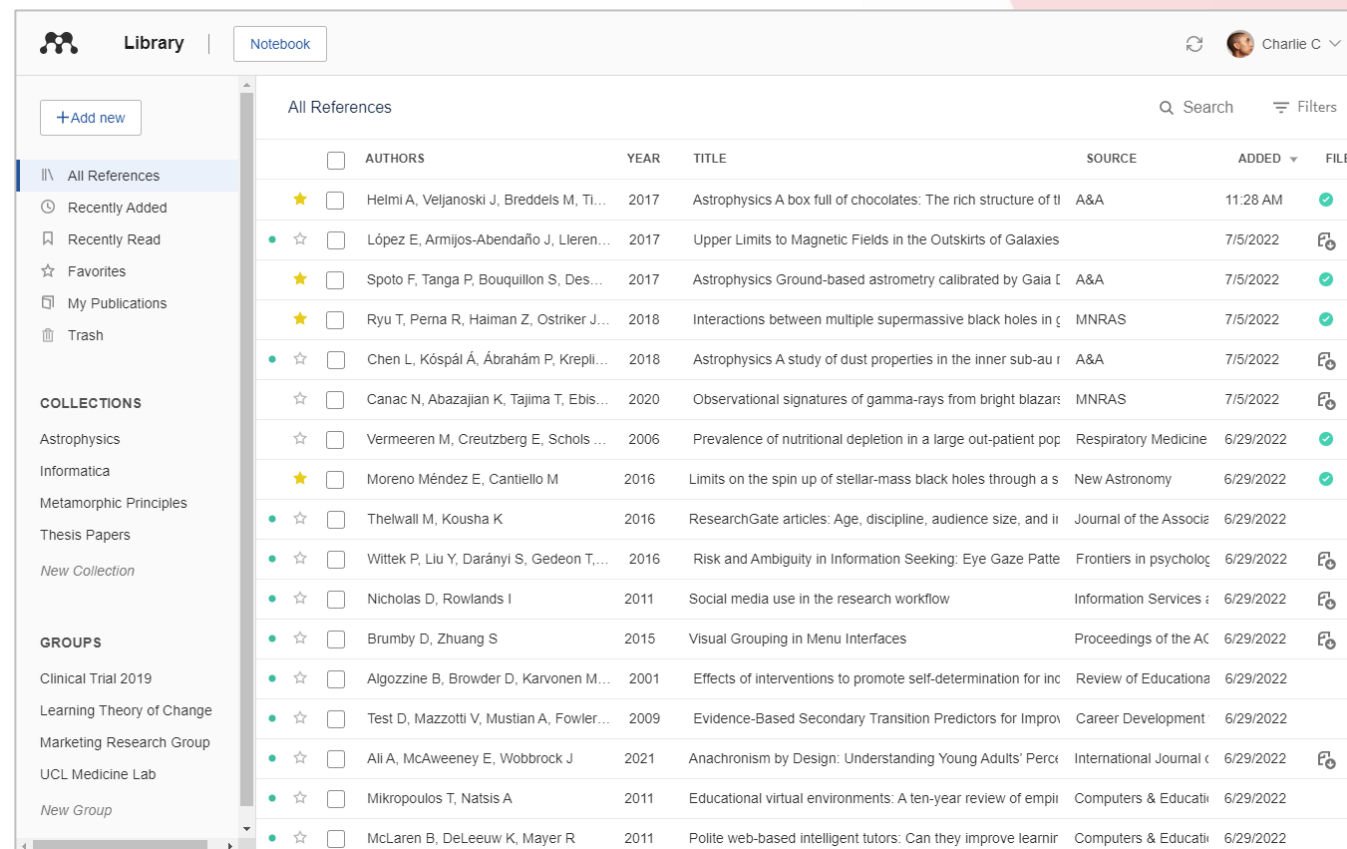 Library
Notebook
Charlie C
+Add new
All References
Recently Added
Recently Read
Favorites
My Publications
Trash
COLLECTIONS
Astrophysics
Informatica
Metamorphic Principles
Thesis Papers
New Collection
GROUPS
Clinical Trial 2019
Learning Theory of Change
Marketing Research Group
UCL Medicine Lab
New Group
All References
Search
Filters
AUTHORS YEAR TITLE SOURCE ADDED FILE
Helmi A, Veljanoski J, Breddels M, Ti... 2017 Astrophysics A box full of chocolates: The rich structure of th A&A 11:28 AM
López E, Armijos-Abendaño J, Lleren... 2017 Upper Limits to Magnetic Fields in the Outskirts of Galaxies 7/5/2022
Spoto F, Tanga P, Bouquillon S, Des... 2017 Astrophysics Ground-based astrometry calibrated by Gaia D A&A 7/5/2022
Ryu T, Perna R, Haiman Z, Ostriker J... 2018 Interactions between multiple supermassive black holes in g MNRAS 7/5/2022
Chen L, Kóspál Á, Ábrahám P, Krepli... 2018 Astrophysics A study of dust properties in the inner sub-au r A&A 7/5/2022
Canac N, Abazajian K, Tajima T, Ebis... 2020 Observational signatures of gamma-rays from bright blazars MNRAS 7/5/2022
Vermeeren M, Creutzberg E, Schols ... 2006 Prevalence of nutritional depletion in a large out-patient pop Respiratory Medicine 6/29/2022
Moreno Méndez E, Cantiello M 2016 Limits on the spin up of stellar-mass black holes through a s New Astronomy 6/29/2022
Thelwall M, Kousha K 2016 ResearchGate articles: Age, discipline, audience size, and in Journal of the Associa 6/29/2022
Wittek P, Liu Y, Darányi S, Gedeon T,... 2016 Risk and Ambiguity in Information Seeking: Eye Gaze Patte Frontiers in psycholog 6/29/2022
Nicholas D, Rowlands I 2011 Social media use in the research workflow Information Services a 6/29/2022
Brumby D, Zhuang S 2015 Visual Grouping in Menu Interfaces Proceedings of the AC 6/29/2022
Algozzine B, Browder D, Karvonen M... 2001 Effects of interventions to promote self-determination for ind Review of Educationa 6/29/2022
Test D, Mazzotti V, Mustian A, Fowler... 2009 Evidence-Based Secondary Transition Predictors for Improv Career Development 6/29/2022
Ali A, McAweeney E, Wobbrock J 2021 Anachronism by Design: Understanding Young Adults' Perce International Journal o 6/29/2022
Mikropoulos T, Natsis A 2011 Educational virtual environments: A ten-year review of empir Computers & Educati 6/29/2022
McLaren B, DeLeeuw K, Mayer R 2011 Polite web-based intelligent tutors: Can they improve learnin Computers & Educati 6/29/2022